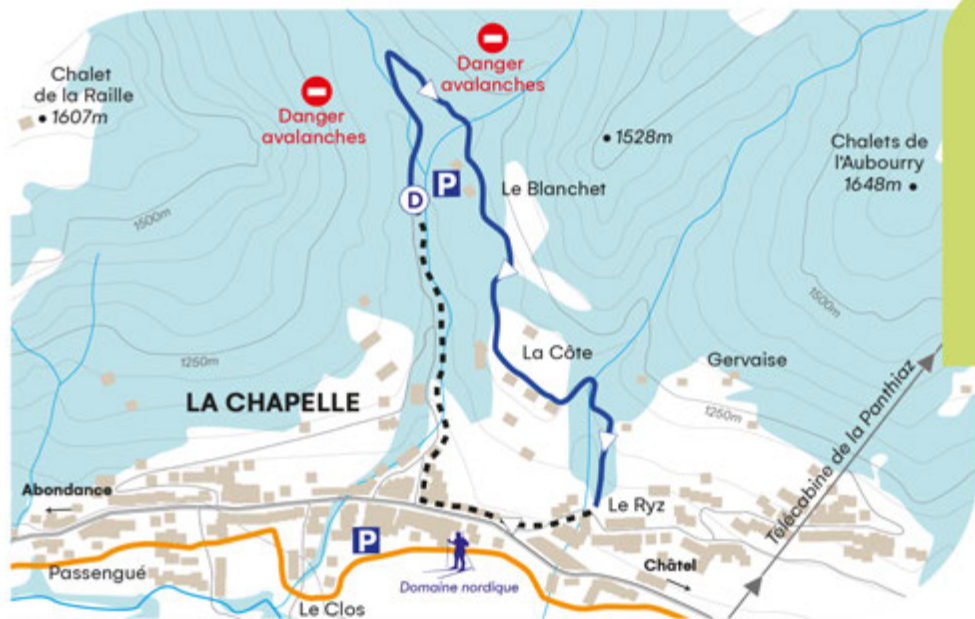 Danger
avalanches
Danger
avalanches
Chalet
de la Raille
1607m
1528m
Chalets de
l'Aubourry
1648m
P
D
Le Blanchet
1500m
1500m
1250m
La Côte
Gervaise
1250m
LA CHAPELLE
Télécabine de la Panthiaz
Abondance
Le Ryz
P
Châtel
Passengué
Domaine nordique
Le Clos